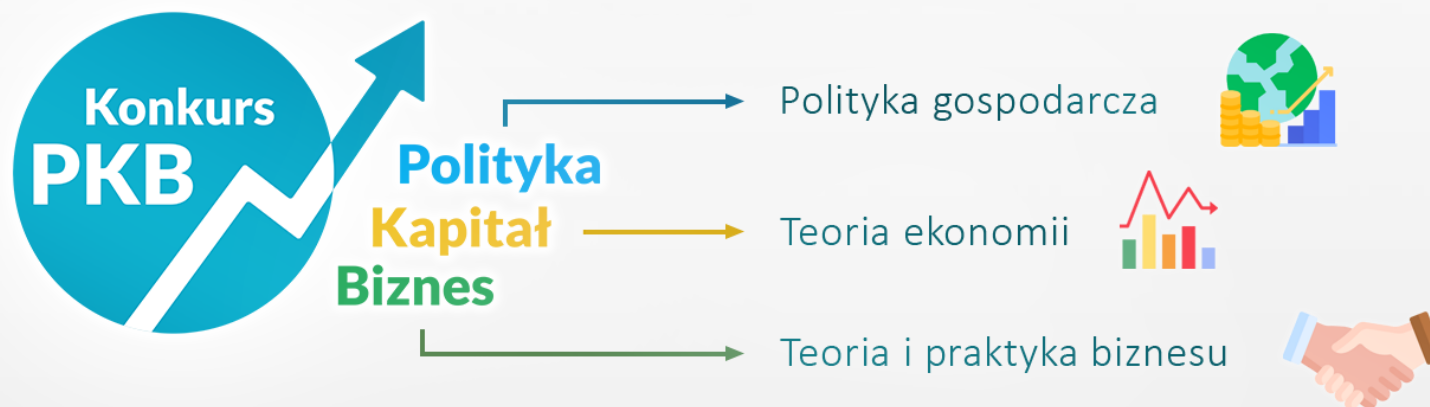 Konkurs
PKB
Polityka
Kapitał
Biznes
Polityka gospodarcza
Teoria ekonomii
Teoria i praktyka biznesu